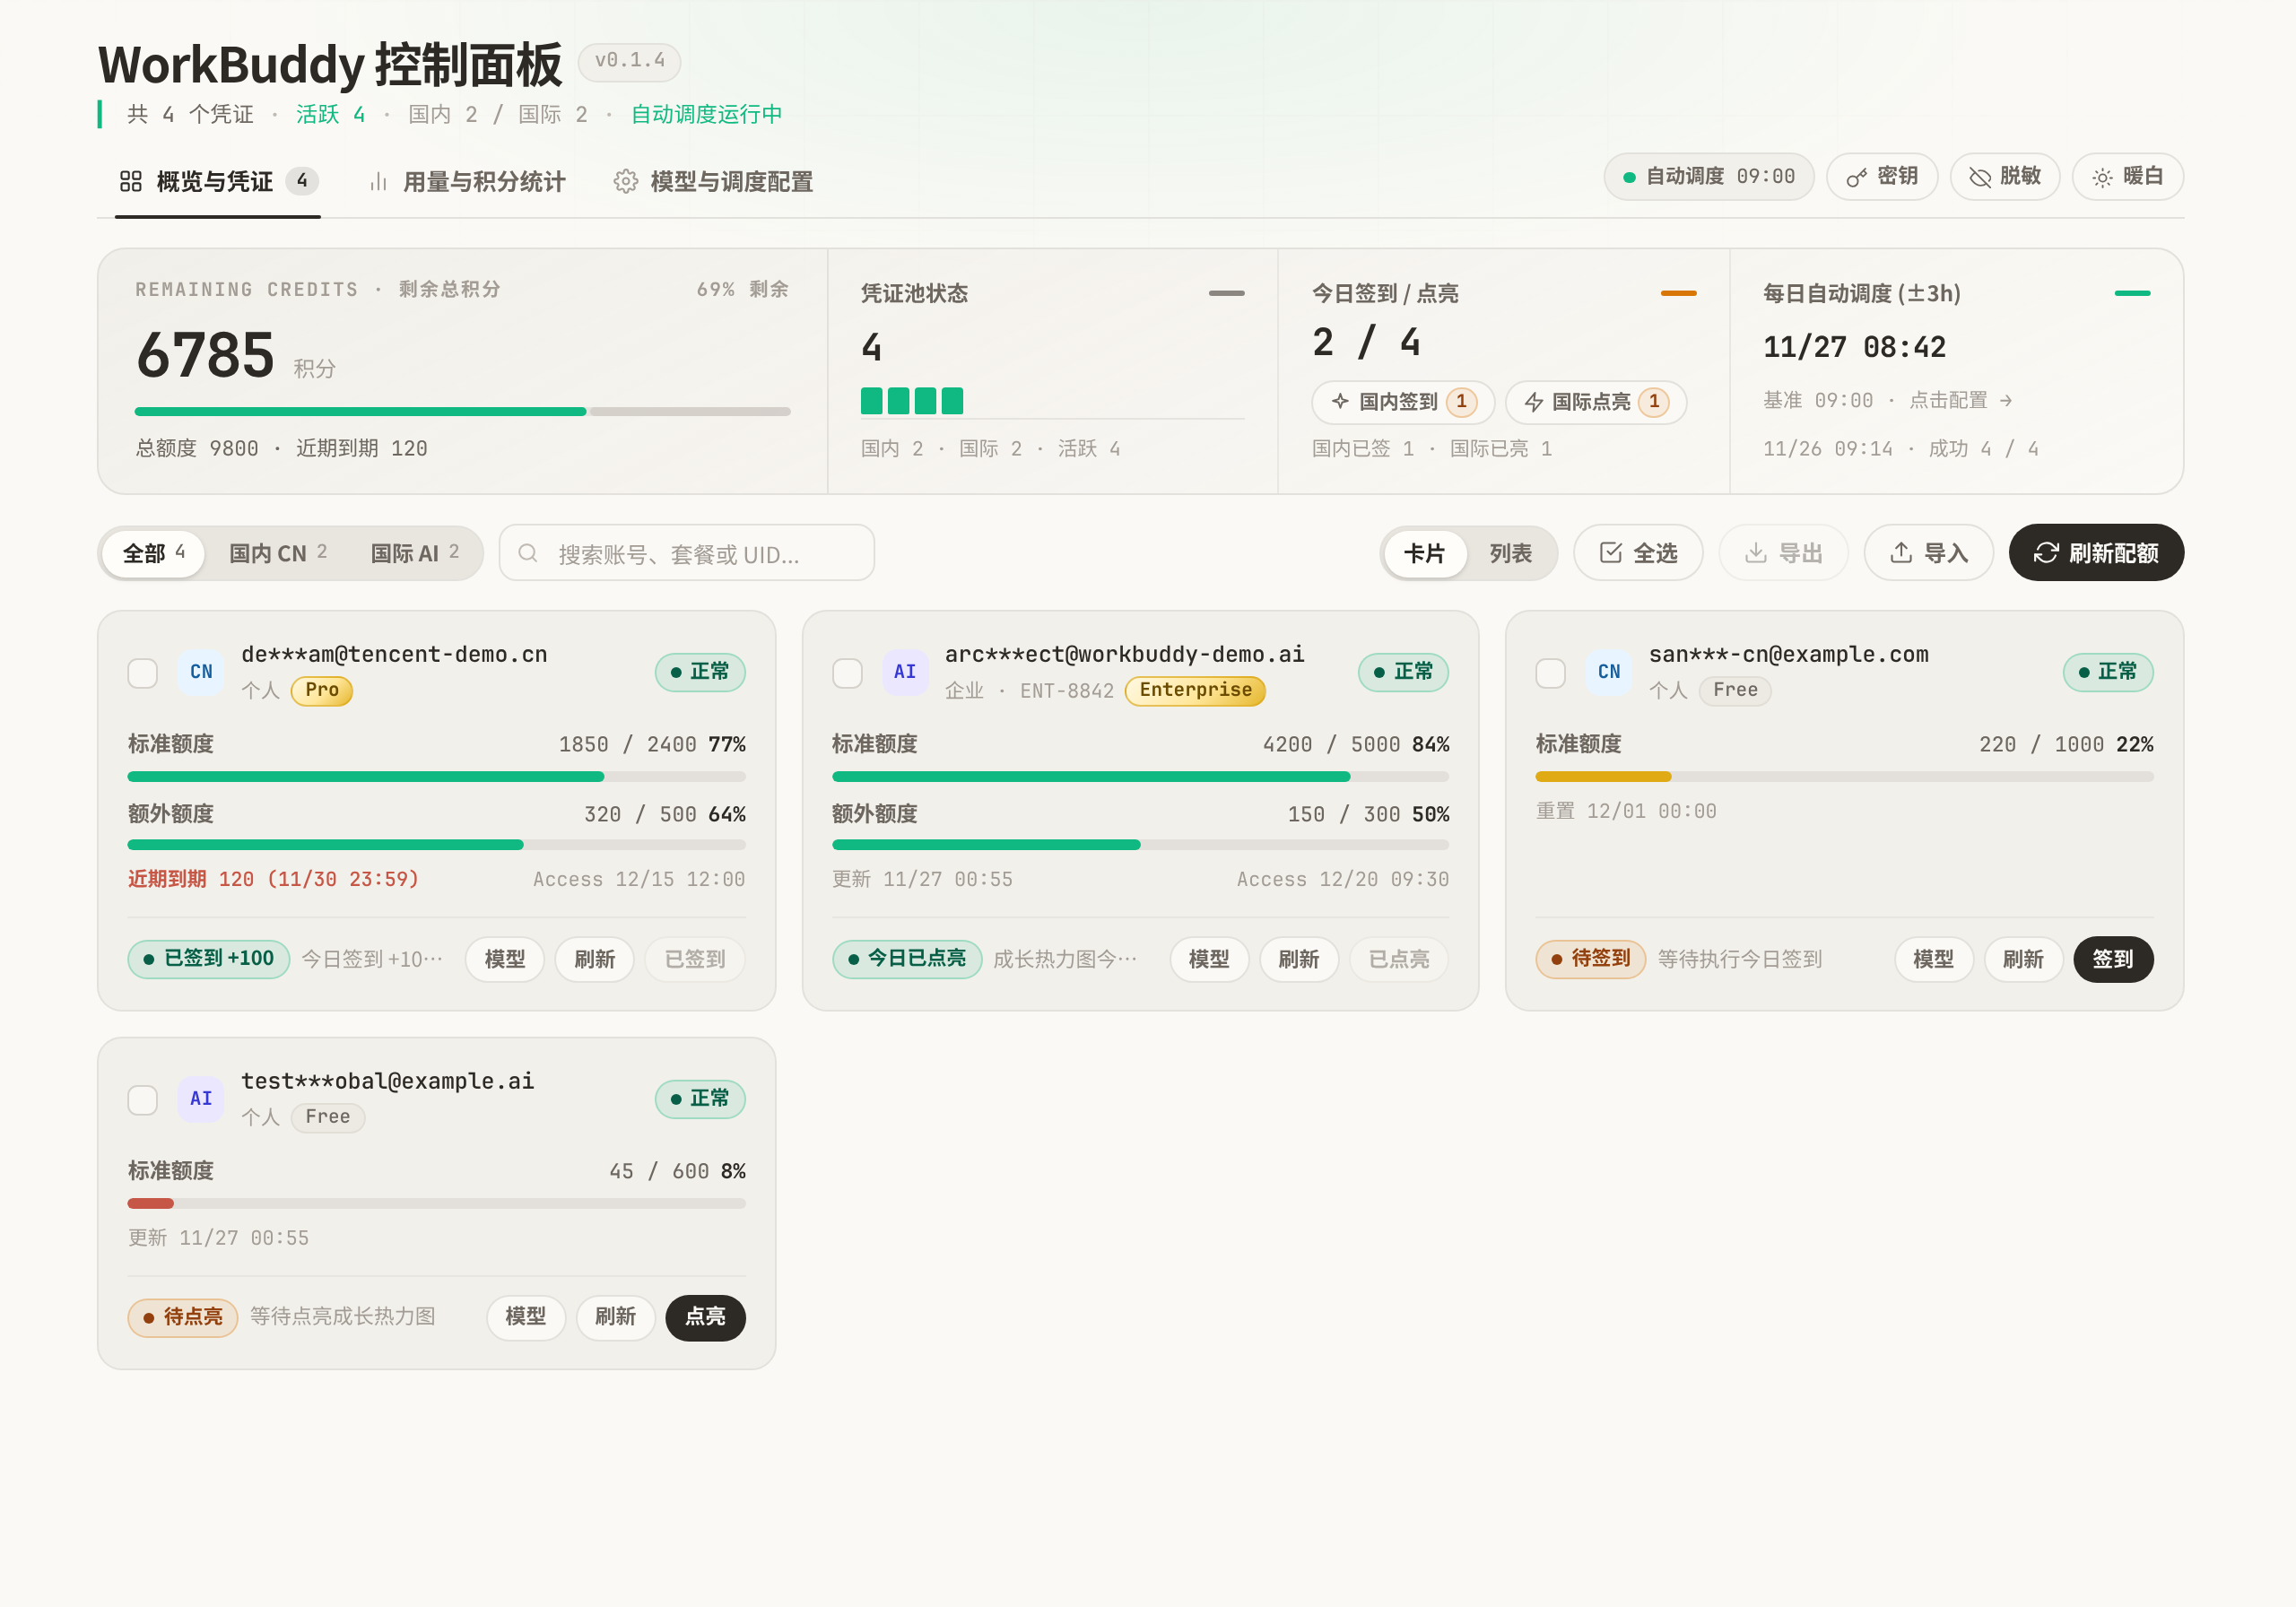 WorkBuddy 控制面板 v0.1.4
共 4 个凭证 · 活跃 4 · 国内 2 / 国际 2 · 自动调度运行中
概览与凭证 4 用量与积分统计 模型与调度配置 自动调度 09:00 密钥 脱敏 暖白
REMAINING CREDITS · 剩余总积分 69% 剩余
6785 积分
总额度 9800 · 近期到期 120
凭证池状态
4
国内 2 · 国际 2 · 活跃 4
今日签到 / 点亮
2 / 4
国内签到 1 国际点亮 1
国内已签 1 · 国际已亮 1
每日自动调度 (±3h)
11/27 08:42
基准 09:00 · 点击配置 →
11/26 09:14 · 成功 4 / 4
全部 4 国内 CN 2 国际 AI 2 搜索账号、套餐或 UID... 卡片 列表 全选 导出 导入 刷新配额
CN de***am@tencent-demo.cn 正常
个人 Pro
标准额度 1850 / 2400 77%
额外额度 320 / 500 64%
近期到期 120 (11/30 23:59) Access 12/15 12:00
已签到 +100 今日签到 +10… 模型 刷新 已签到
AI arc***ect@workbuddy-demo.ai 正常
企业 · ENT-8842 Enterprise
标准额度 4200 / 5000 84%
额外额度 150 / 300 50%
更新 11/27 00:55 Access 12/20 09:30
今日已点亮 成长热力图今… 模型 刷新 已点亮
CN san***-cn@example.com 正常
个人 Free
标准额度 220 / 1000 22%
重置 12/01 00:00
待签到 等待执行今日签到 模型 刷新 签到
AI test***obal@example.ai 正常
个人 Free
标准额度 45 / 600 8%
更新 11/27 00:55
待点亮 等待点亮成长热力图 模型 刷新 点亮